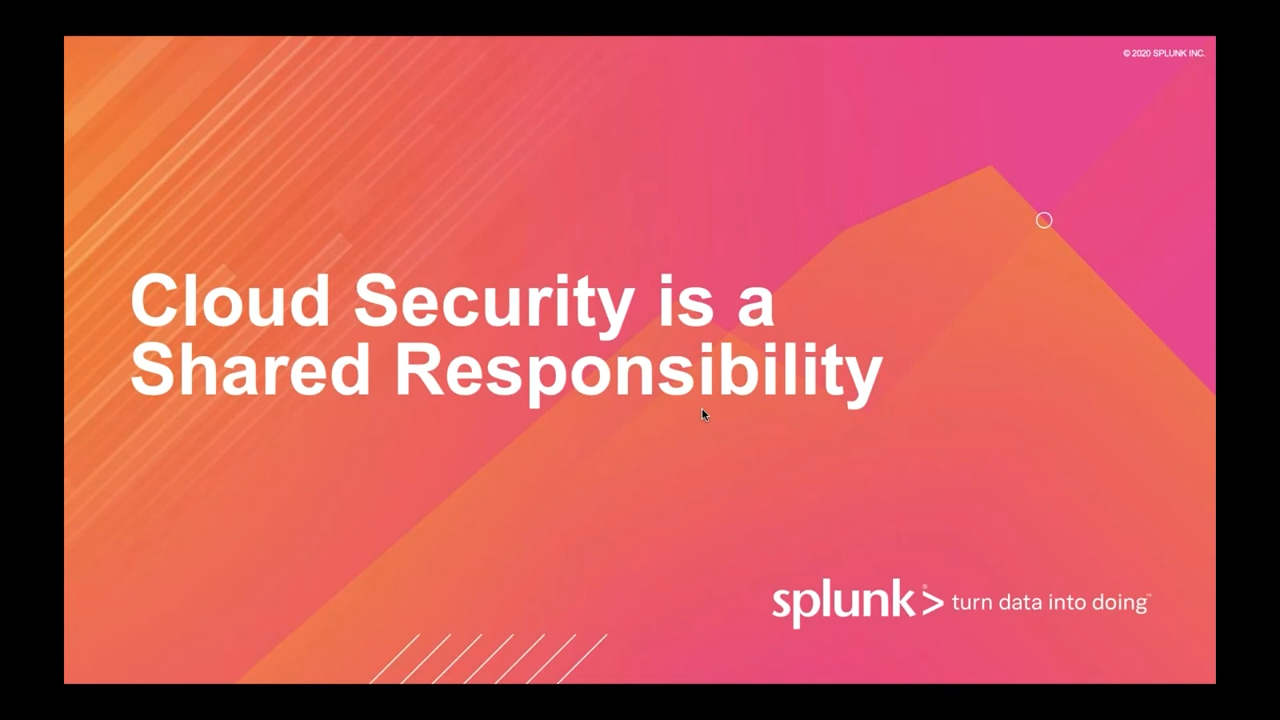 © 2020 SPLUNK INC.
Cloud Security is a
Shared Responsibility
splunk> turn data into doing™